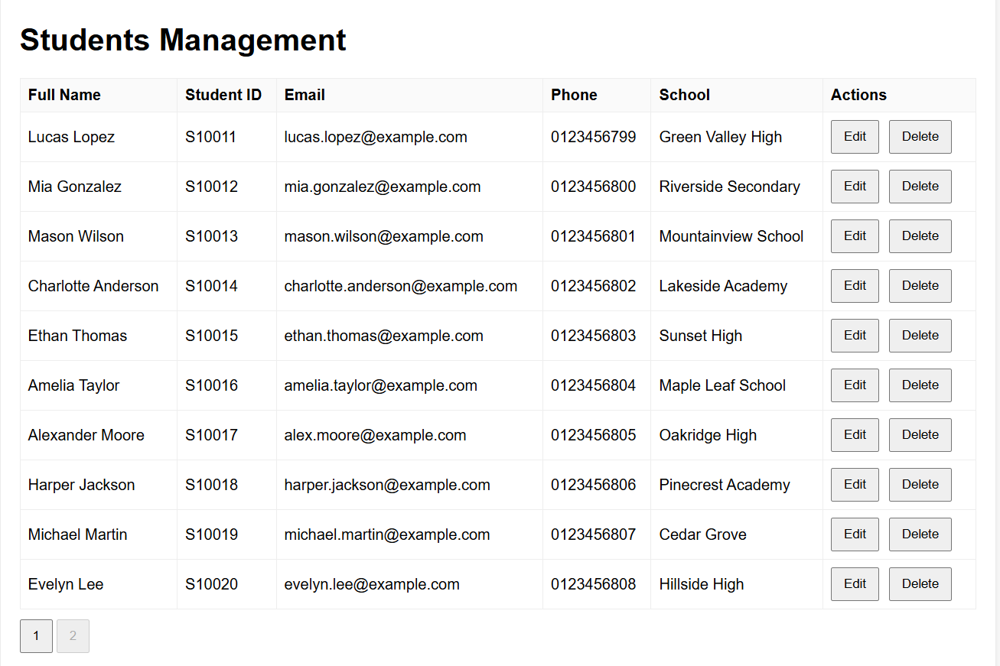 Students Management
Full Name Student ID Email Phone School Actions
Lucas Lopez S10011 lucas.lopez@example.com 0123456799 Green Valley High Edit Delete
Mia Gonzalez S10012 mia.gonzalez@example.com 0123456800 Riverside Secondary Edit Delete
Mason Wilson S10013 mason.wilson@example.com 0123456801 Mountainview School Edit Delete
Charlotte Anderson S10014 charlotte.anderson@example.com 0123456802 Lakeside Academy Edit Delete
Ethan Thomas S10015 ethan.thomas@example.com 0123456803 Sunset High Edit Delete
Amelia Taylor S10016 amelia.taylor@example.com 0123456804 Maple Leaf School Edit Delete
Alexander Moore S10017 alex.moore@example.com 0123456805 Oakridge High Edit Delete
Harper Jackson S10018 harper.jackson@example.com 0123456806 Pinecrest Academy Edit Delete
Michael Martin S10019 michael.martin@example.com 0123456807 Cedar Grove Edit Delete
Evelyn Lee S10020 evelyn.lee@example.com 0123456808 Hillside High Edit Delete
1 2